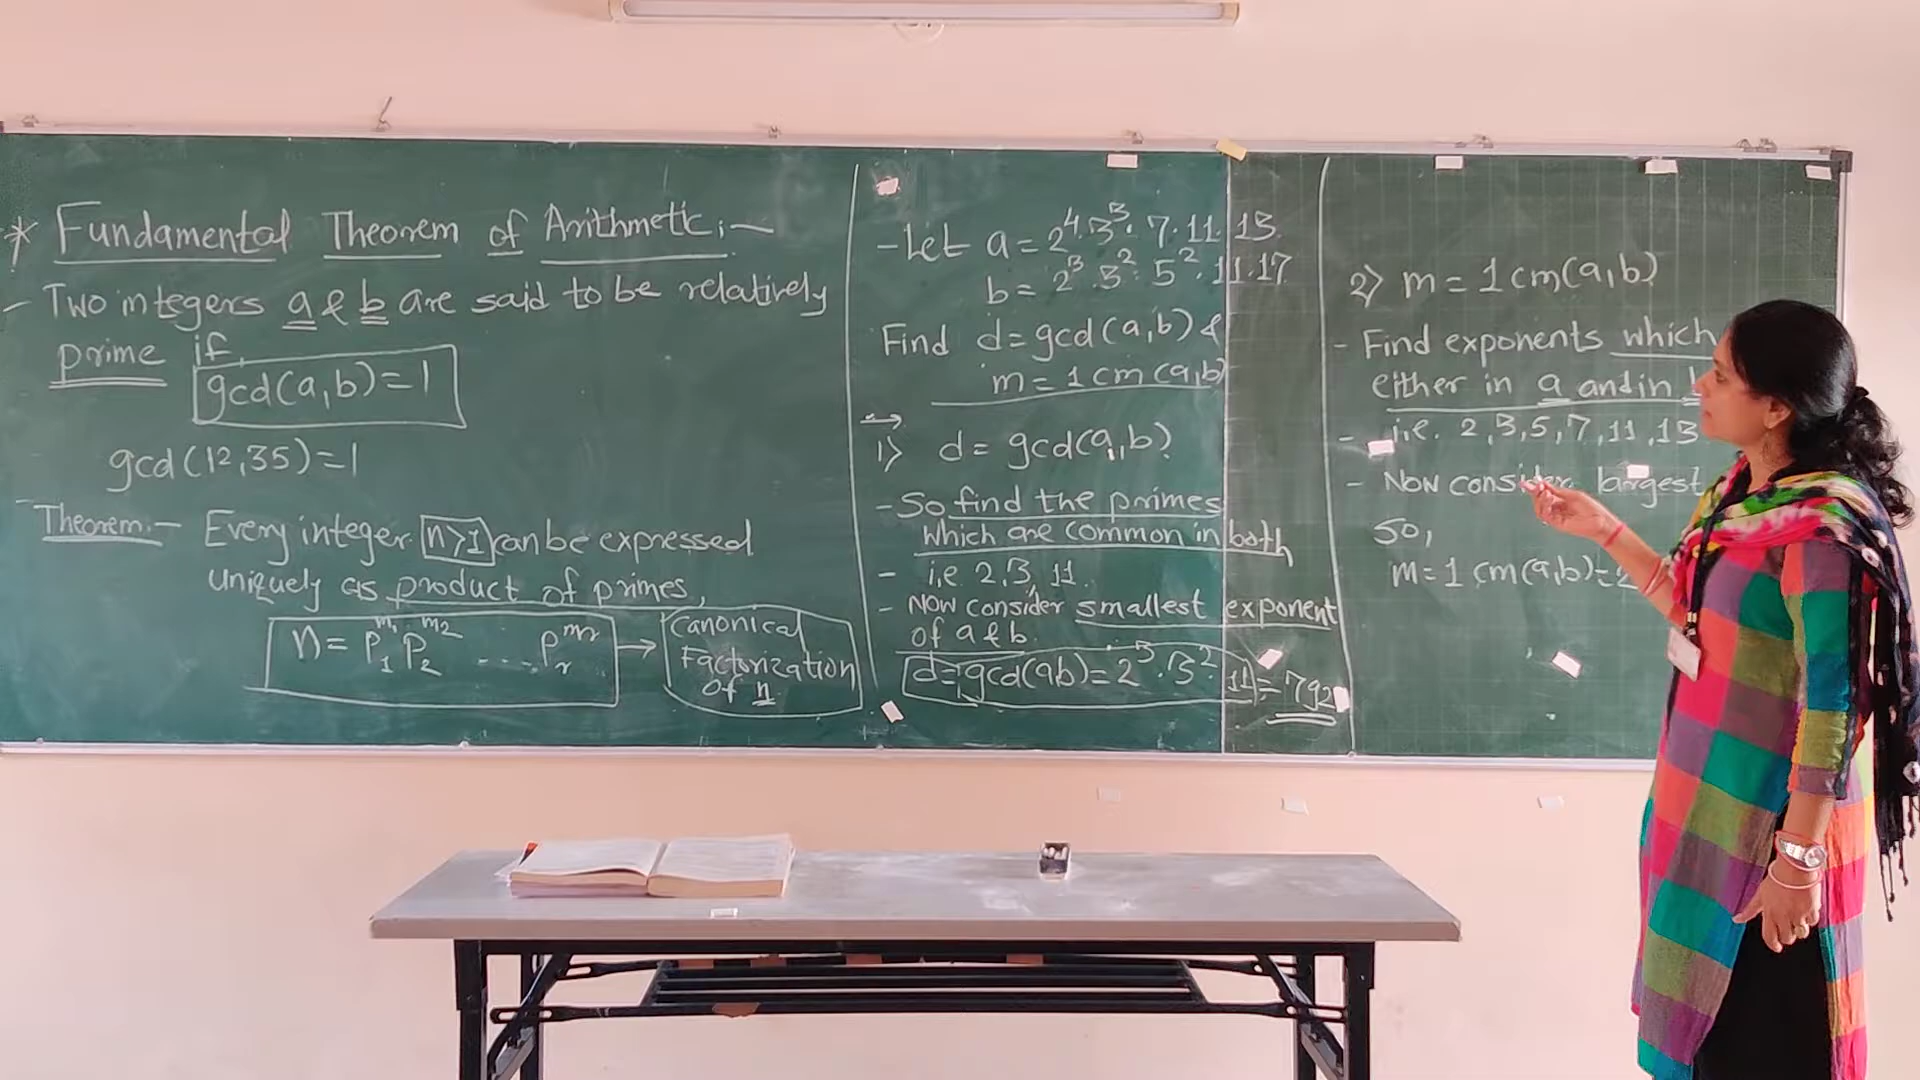 * Fundamental Theorem of Arithmetic:-
- Two integers a & b are said to be relatively
prime if,
gcd(a,b)=1
gcd(12,35)=1
- Theorem:- Every integer n>1 can be expressed
uniquely as product of primes,
n = p₁^m₁ p₂^m₂ .... pᵣ^mᵣ → Canonical
Factorization
of n
- Let a = 2⁴.3³.7.11.13
b = 2³.3².5².11.17
Find d=gcd(a,b) &
m=lcm(a,b)
→
1) d = gcd(a,b)
- So find the primes
which are common in both
- i.e 2,3,11.
- Now consider smallest exponent
of a & b.
d=gcd(ab)=2³.3².11=792
2) m = lcm(a,b)
- Find exponents which
either in a and in
- i.e. 2,3,5,7,11,13
- Now consider largest
So,
m=lcm(a,b)=2